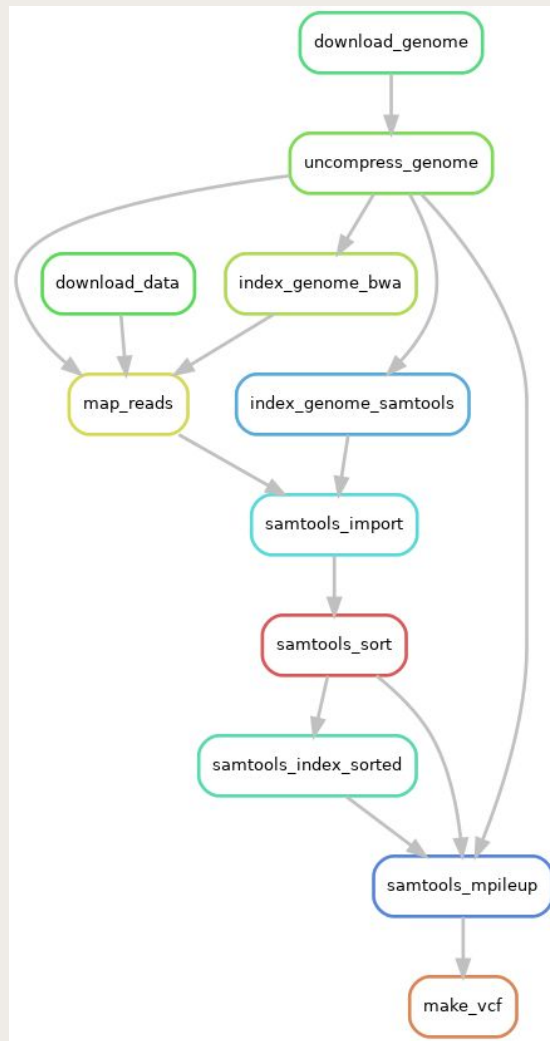 download_genome
uncompress_genome
download_data
index_genome_bwa
map_reads
index_genome_samtools
samtools_import
samtools_sort
samtools_index_sorted
samtools_mpileup
make_vcf